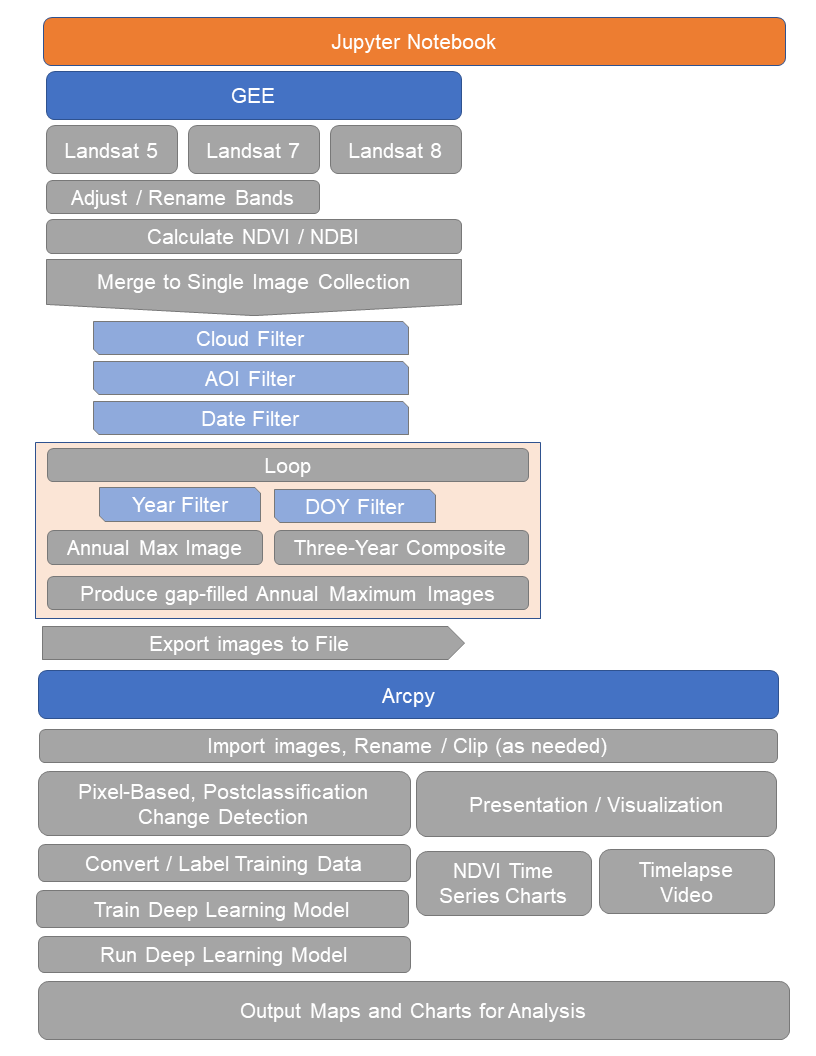 Jupyter Notebook
GEE
Landsat 5
Landsat 7
Landsat 8
Adjust / Rename Bands
Calculate NDVI / NDBI
Merge to Single Image Collection
Cloud Filter
AOI Filter
Date Filter
Loop
Year Filter
DOY Filter
Annual Max Image
Three-Year Composite
Produce gap-filled Annual Maximum Images
Export images to File
Arcpy
Import images, Rename / Clip (as needed)
Pixel-Based, Postclassification
Change Detection
Presentation / Visualization
Convert / Label Training Data
Train Deep Learning Model
Run Deep Learning Model
NDVI Time
Series Charts
Timelapse
Video
Output Maps and Charts for Analysis